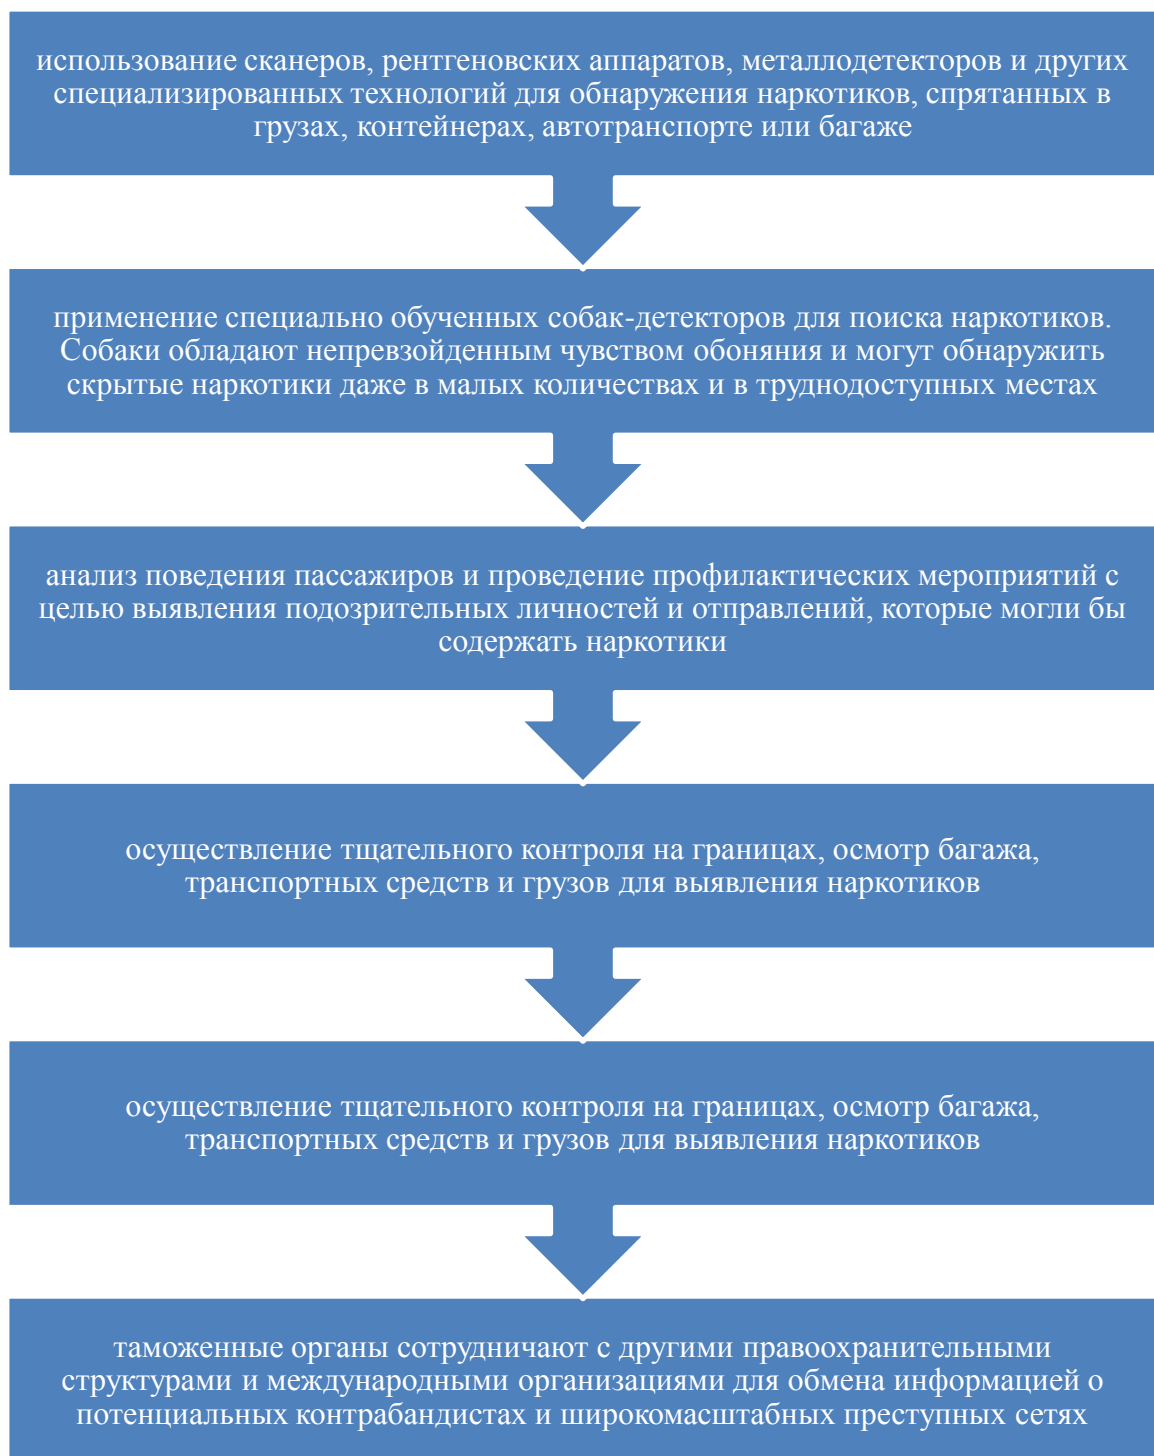 использование сканеров, рентгеновских аппаратов, металлодетекторов и других
специализированных технологий для обнаружения наркотиков, спрятанных в
грузах, контейнерах, автотранспорте или багаже
применение специально обученных собак-детекторов для поиска наркотиков.
Собаки обладают непревзойденным чувством обоняния и могут обнаружить
скрытые наркотики даже в малых количествах и в труднодоступных местах
анализ поведения пассажиров и проведение профилактических мероприятий с
целью выявления подозрительных личностей и отправлений, которые могли бы
содержать наркотики
осуществление тщательного контроля на границах, осмотр багажа,
транспортных средств и грузов для выявления наркотиков
осуществление тщательного контроля на границах, осмотр багажа,
транспортных средств и грузов для выявления наркотиков
таможенные органы сотрудничают с другими правоохранительными
структурами и международными организациями для обмена информацией о
потенциальных контрабандистах и широкомасштабных преступных сетях